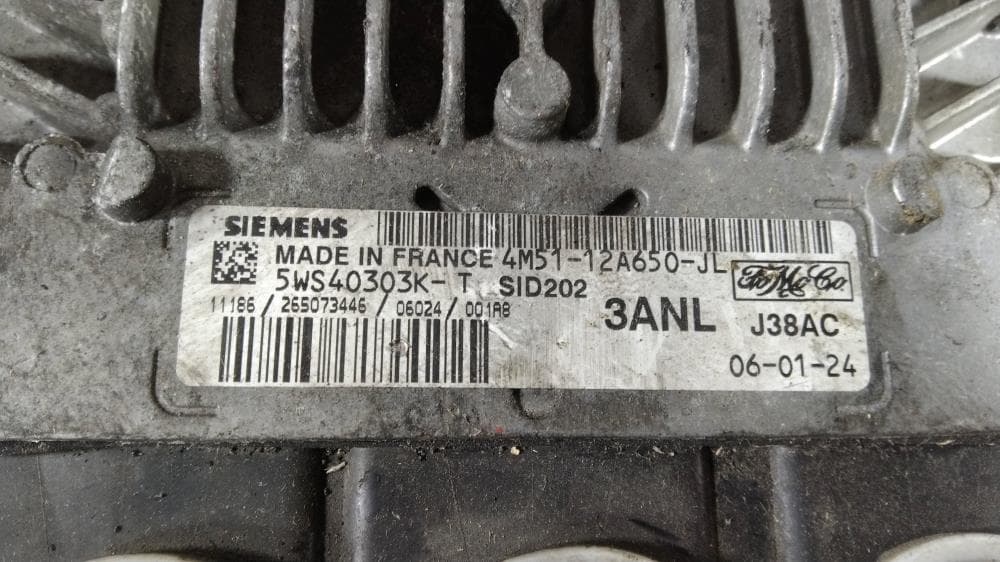 SIEMENS
MADE IN FRANCE 4M51-12A650-JL
5WS40303K-T SID202
FoMoCo
11186 / 265073446 / 06024 / 001A8
3ANL J38AC
06-01-24